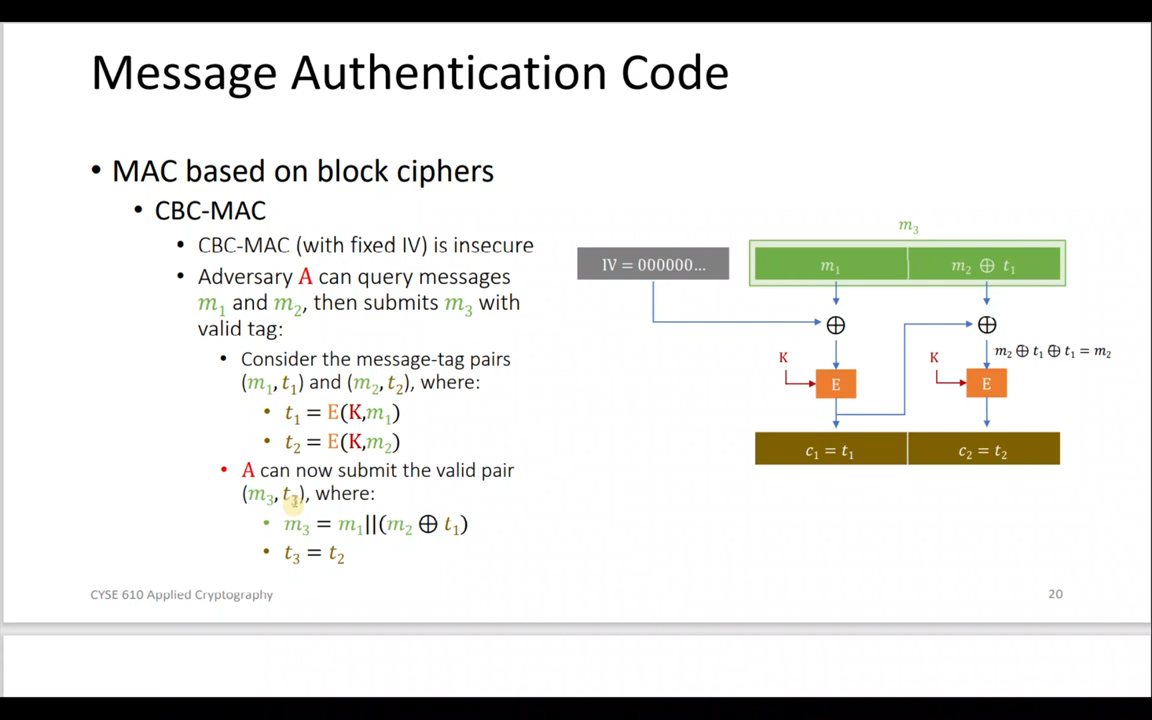 Message Authentication Code
• MAC based on block ciphers
• CBC-MAC
• CBC-MAC (with fixed IV) is insecure
• Adversary A can query messages
m₁ and m₂, then submits m₃ with
valid tag:
• Consider the message-tag pairs
(m₁, t₁) and (m₂, t₂), where:
• t₁ = E(K,m₁)
• t₂ = E(K,m₂)
• A can now submit the valid pair
(m₃, t₃), where:
• m₃ = m₁||(m₂ ⊕ t₁)
• t₃ = t₂
m₃
IV = 000000...
m₁
m₂ ⊕ t₁
⊕
⊕
K
K
m₂ ⊕ t₁ ⊕ t₁ = m₂
E
E
c₁ = t₁
c₂ = t₂
CYSE 610 Applied Cryptography
20